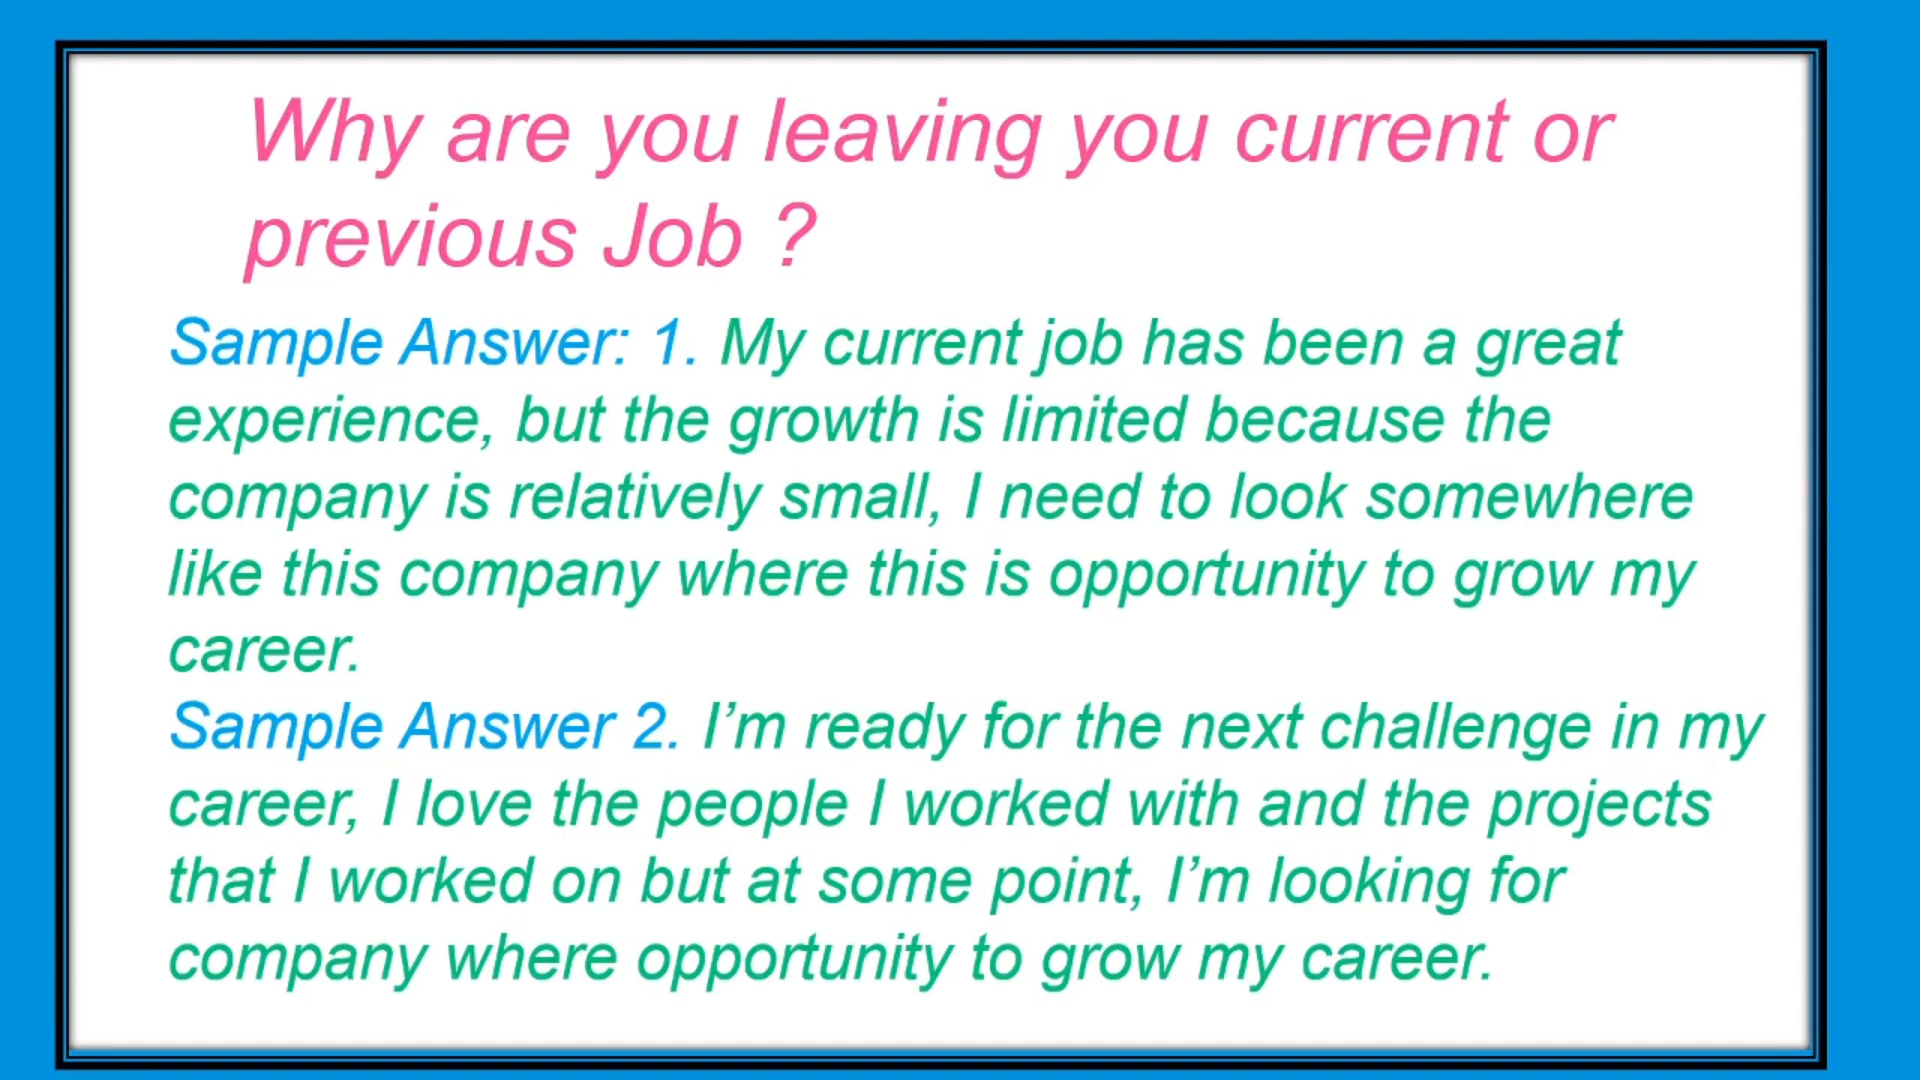 Why are you leaving you current or
previous Job ?
Sample Answer: 1. My current job has been a great
experience, but the growth is limited because the
company is relatively small, I need to look somewhere
like this company where this is opportunity to grow my
career.
Sample Answer 2. I’m ready for the next challenge in my
career, I love the people I worked with and the projects
that I worked on but at some point, I’m looking for
company where opportunity to grow my career.